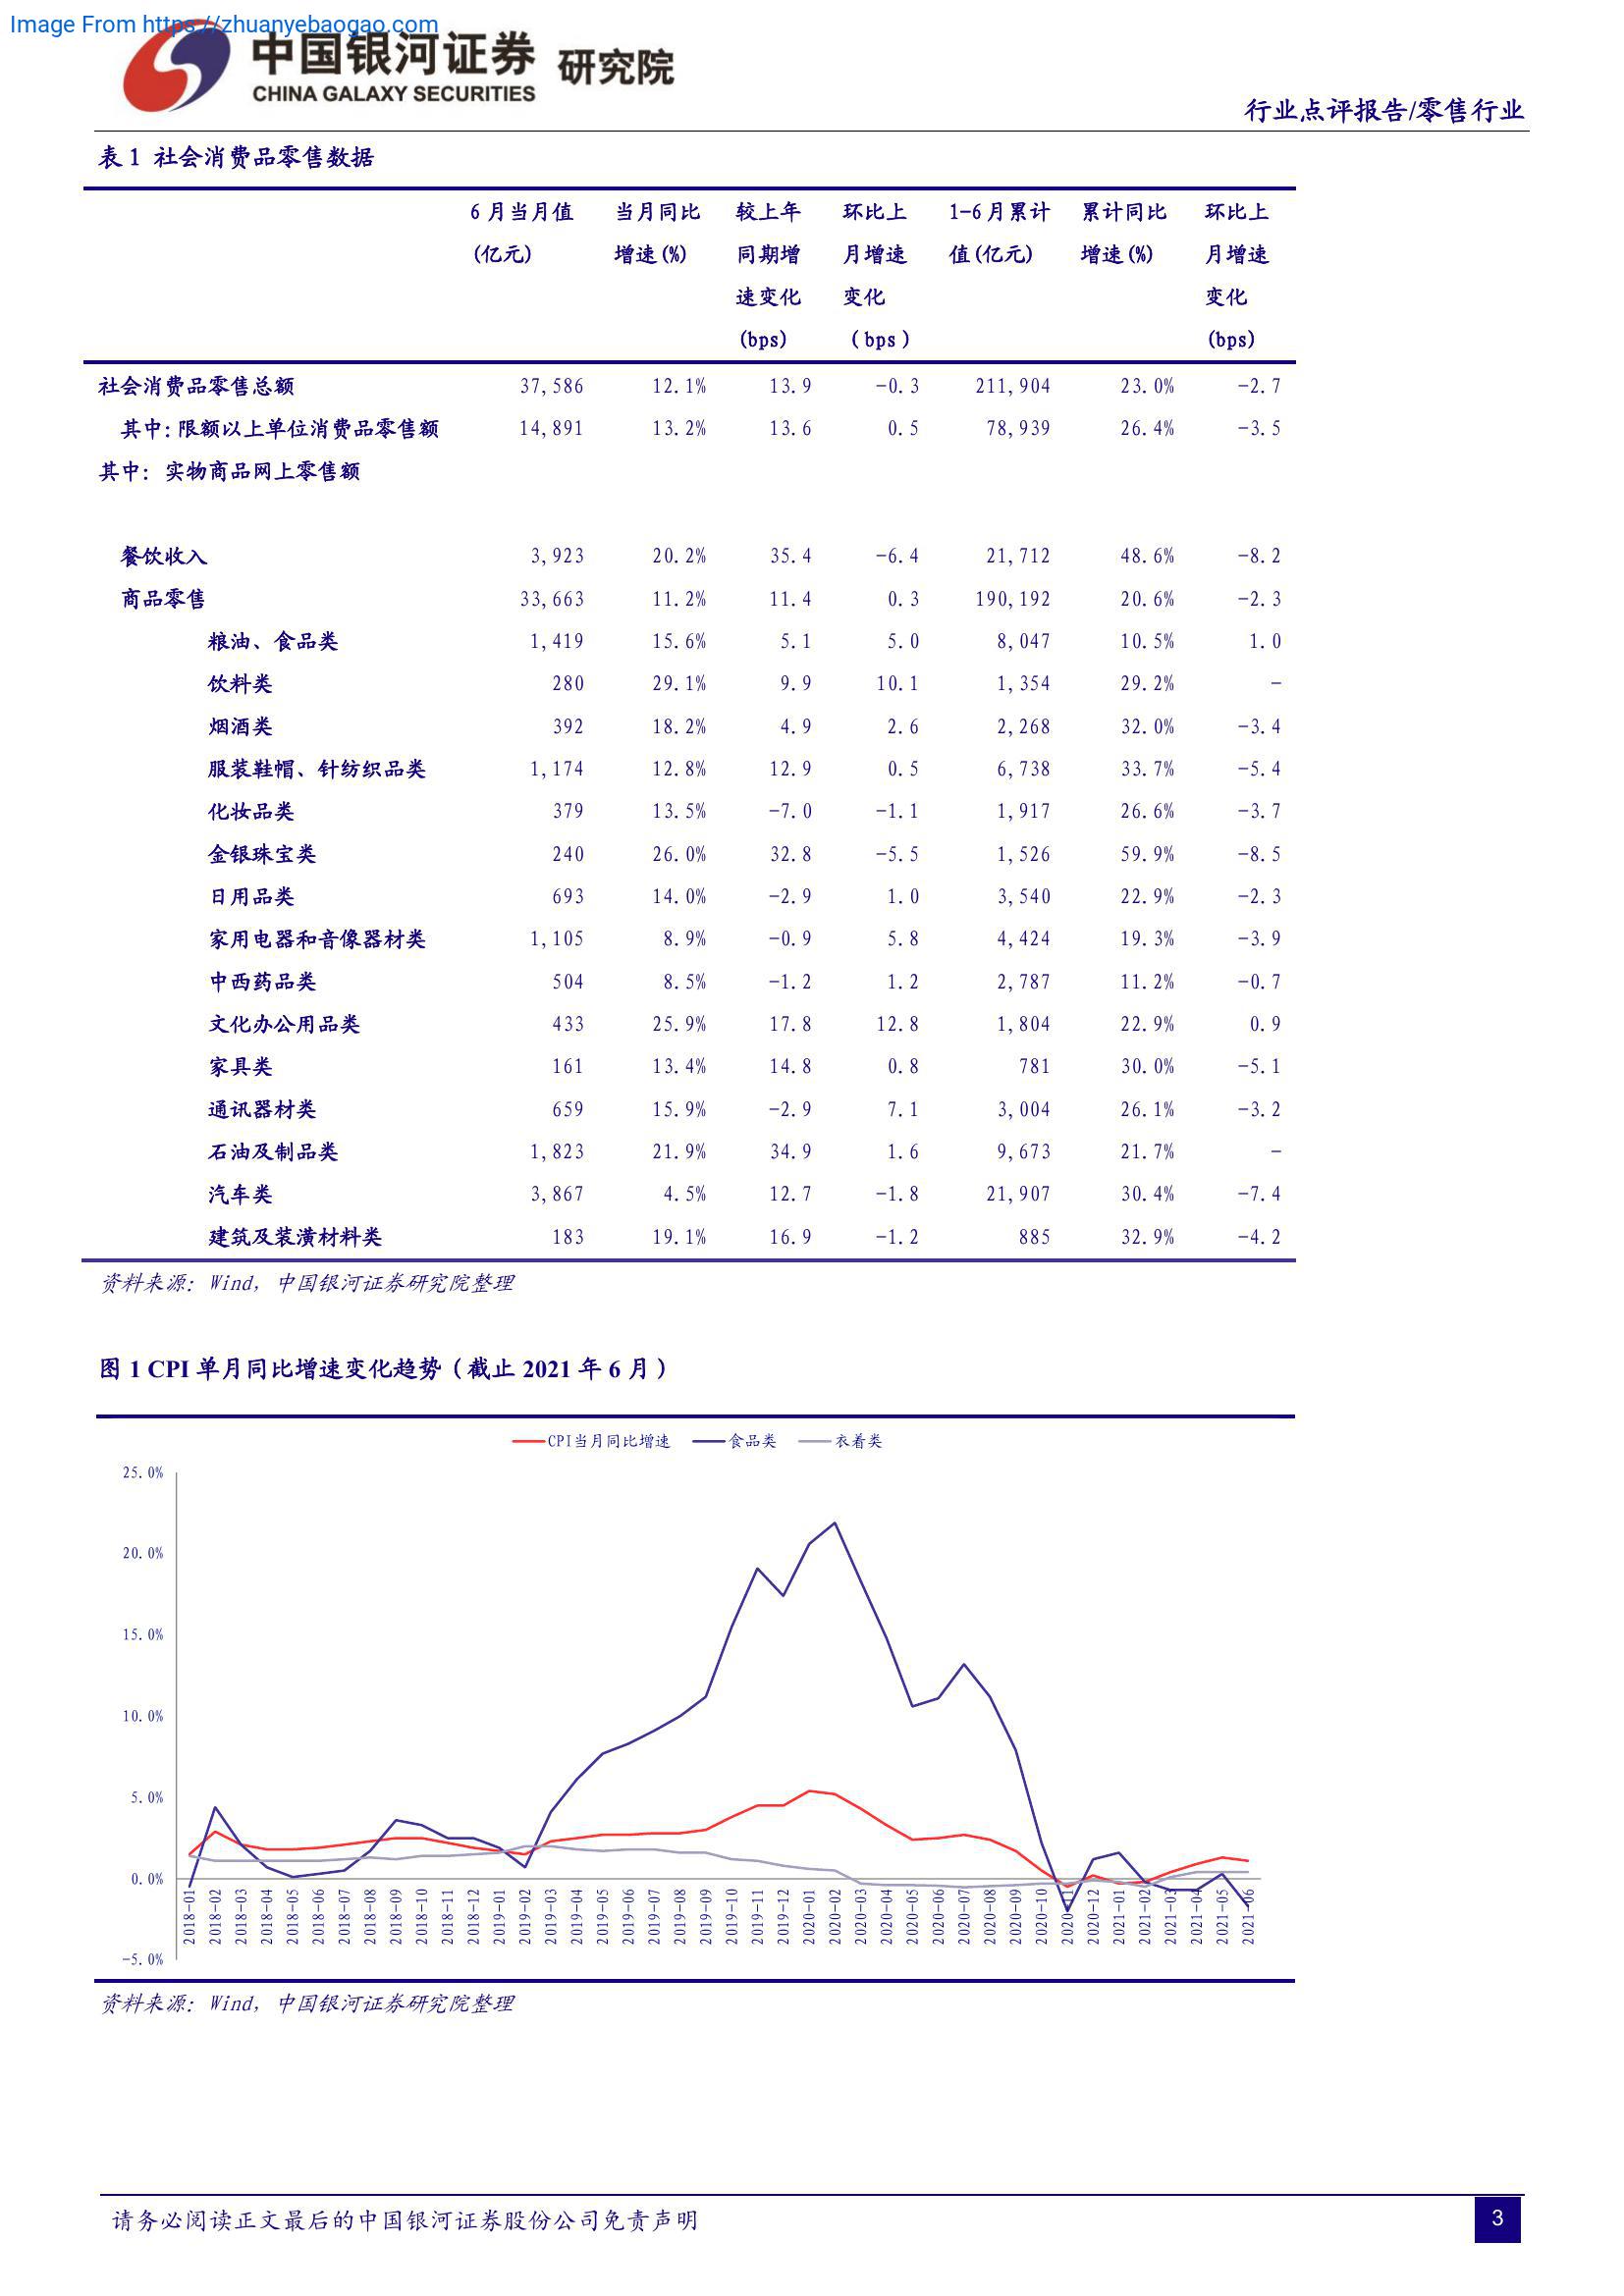 Image From https://zhuanyebaogao.com
中国银河证券 研究院
CHINA GALAXY SECURITIES
行业点评报告/零售行业
表 1 社会消费品零售数据
6 月当月值 当月同比 较上年 环比上 1-6 月累计 累计同比 环比上
(亿元) 增速(%) 同期增 月增速 值(亿元) 增速(%) 月增速
速变化 变化 变化
(bps) （bps） (bps)
社会消费品零售总额 37,586 12.1% 13.9 -0.3 211,904 23.0% -2.7
其中:限额以上单位消费品零售额 14,891 13.2% 13.6 0.5 78,939 26.4% -3.5
其中: 实物商品网上零售额
餐饮收入 3,923 20.2% 35.4 -6.4 21,712 48.6% -8.2
商品零售 33,663 11.2% 11.4 0.3 190,192 20.6% -2.3
粮油、食品类 1,419 15.6% 5.1 5.0 8,047 10.5% 1.0
饮料类 280 29.1% 9.9 10.1 1,354 29.2% -
烟酒类 392 18.2% 4.9 2.6 2,268 32.0% -3.4
服装鞋帽、针纺织品类 1,174 12.8% 12.9 0.5 6,738 33.7% -5.4
化妆品类 379 13.5% -7.0 -1.1 1,917 26.6% -3.7
金银珠宝类 240 26.0% 32.8 -5.5 1,526 59.9% -8.5
日用品类 693 14.0% -2.9 1.0 3,540 22.9% -2.3
家用电器和音像器材类 1,105 8.9% -0.9 5.8 4,424 19.3% -3.9
中西药品类 504 8.5% -1.2 1.2 2,787 11.2% -0.7
文化办公用品类 433 25.9% 17.8 12.8 1,804 22.9% 0.9
家具类 161 13.4% 14.8 0.8 781 30.0% -5.1
通讯器材类 659 15.9% -2.9 7.1 3,004 26.1% -3.2
石油及制品类 1,823 21.9% 34.9 1.6 9,673 21.7% -
汽车类 3,867 4.5% 12.7 -1.8 21,907 30.4% -7.4
建筑及装潢材料类 183 19.1% 16.9 -1.2 885 32.9% -4.2
资料来源：Wind，中国银河证券研究院整理
图 1 CPI 单月同比增速变化趋势（截止 2021 年 6 月）
CPI当月同比增速 食品类 衣着类
25.0%
20.0%
15.0%
10.0%
5.0%
0.0%
-5.0%
2018-01 2018-02 2018-03 2018-04 2018-05 2018-06 2018-07 2018-08 2018-09 2018-10 2018-11 2018-12 2019-01 2019-02 2019-03 2019-04 2019-05 2019-06 2019-07 2019-08 2019-09 2019-10 2019-11 2019-12 2020-01 2020-02 2020-03 2020-04 2020-05 2020-06 2020-07 2020-08 2020-09 2020-10 2020-11 2020-12 2021-01 2021-02 2021-03 2021-04 2021-05 2021-06
资料来源：Wind，中国银河证券研究院整理
请务必阅读正文最后的中国银河证券股份公司免责声明
3